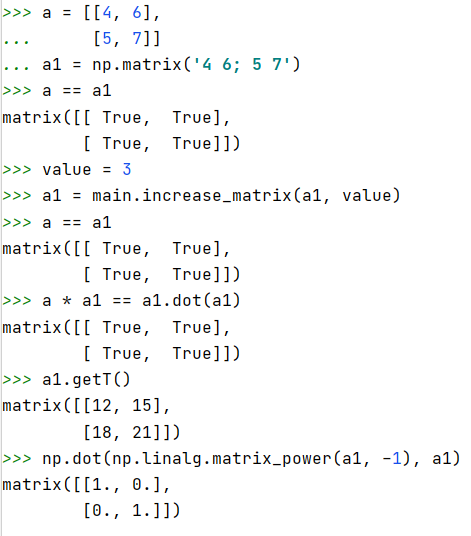 >>> a = [[4, 6],
...      [5, 7]]
... a1 = np.matrix('4 6; 5 7')
>>> a == a1
matrix([[ True,  True],
        [ True,  True]])
>>> value = 3
>>> a1 = main.increase_matrix(a1, value)
>>> a == a1
matrix([[ True,  True],
        [ True,  True]])
>>> a * a1 == a1.dot(a1)
matrix([[ True,  True],
        [ True,  True]])
>>> a1.getT()
matrix([[12, 15],
        [18, 21]])
>>> np.dot(np.linalg.matrix_power(a1, -1), a1)
matrix([[1., 0.],
        [0., 1.]])